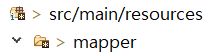 > src/main/resources
> mapper